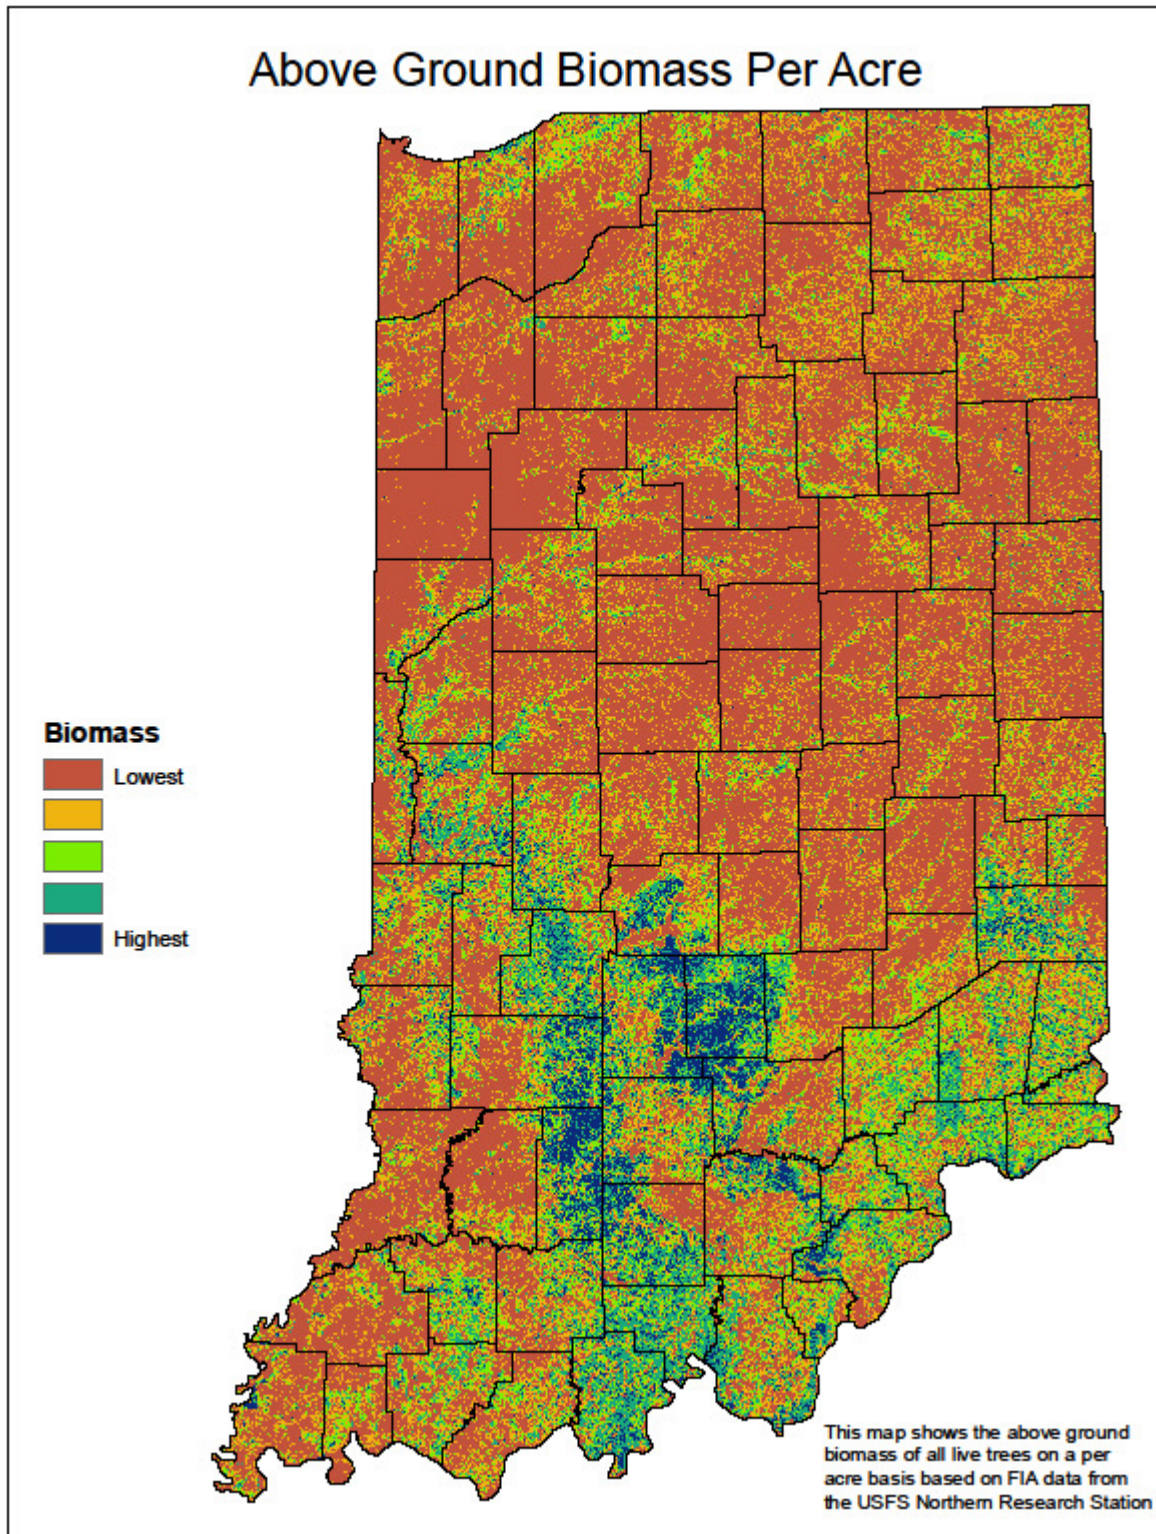 Above Ground Biomass Per Acre
Biomass
Lowest
Highest
This map shows the above ground
biomass of all live trees on a per
acre basis based on FIA data from
the USFS Northern Research Station